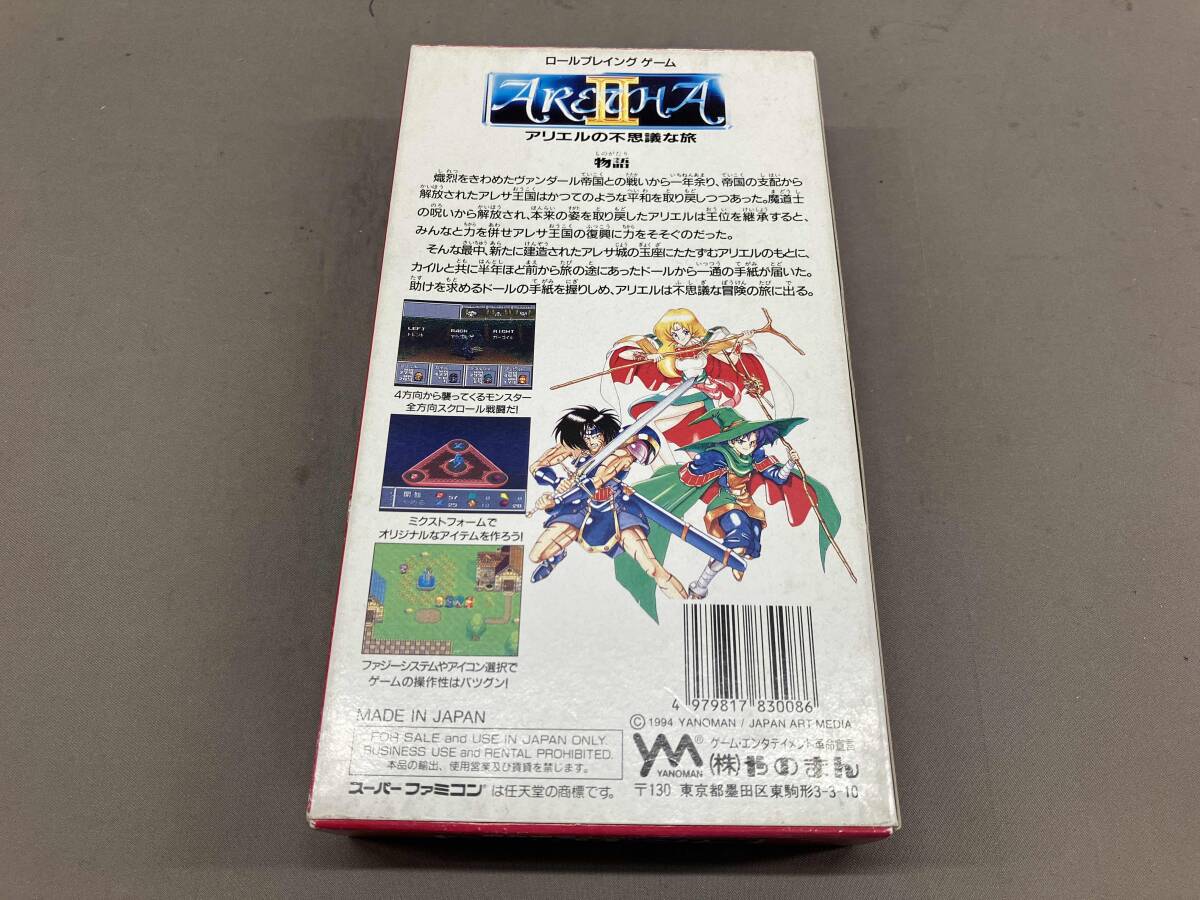 ロールプレイング ゲーム
ARETHA II
アリエルの不思議な旅
ものがたり
物語
熾烈をきわめたヴァンダール帝国との戦いから一年余り、帝国の支配から
解放されたアレサ王国はかつてのような平和を取り戻しつつあった。魔道士
の呪いから解放され、本来の姿を取り戻したアリエルは王位を継承すると、
みんなと力を併せアレサ王国の復興に力をそそぐのだった。
そんな最中、新たに建造されたアレサ城の玉座にたたずむアリエルのもとに、
カイルと共に半年ほど前から旅の途にあったドールから一通の手紙が届いた。
助けを求めるドールの手紙を握りしめ、アリエルは不思議な冒険の旅に出る。
LEFT BACK RIGHT
4方向から襲ってくるモンスター
全方向スクロール戦闘だ!
開始
ミクストフォームで
オリジナルなアイテムを作ろう!
ファジーシステムやアイコン選択で
ゲームの操作性はバツグン!
4 979817 830086
MADE IN JAPAN
© 1994 YANOMAN / JAPAN ART MEDIA
FOR SALE and USE IN JAPAN ONLY.
BUSINESS USE and RENTAL PROHIBITED.
本品の輸出、使用営業及び賃貸を禁じます。
YM® YANOMAN
ゲーム・エンタテイメント革命宣言
(株)やのまん
スーパーファミコン®は任天堂の商標です。
〒130 東京都墨田区東駒形3-3-10